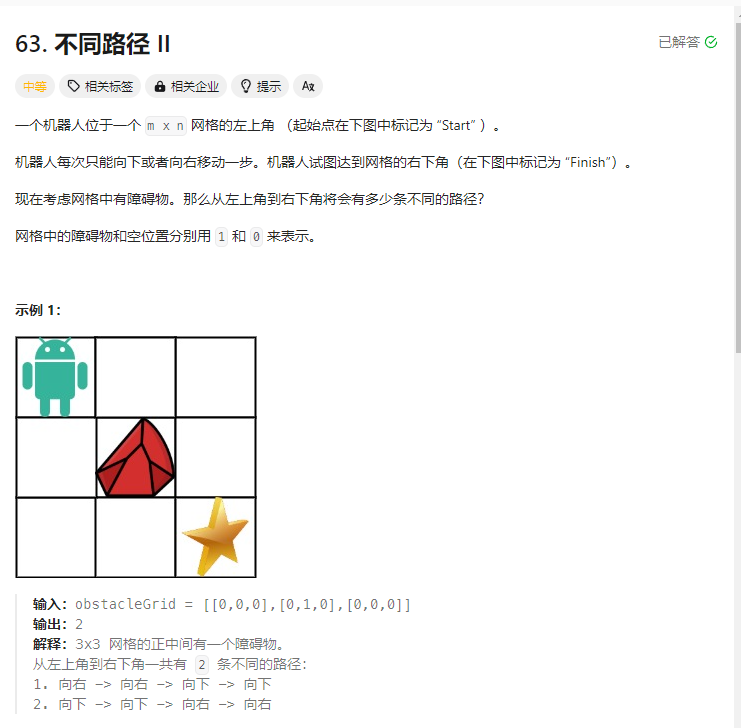 63. 不同路径 II
已解答
中等 相关标签 相关企业 提示 A文
一个机器人位于一个 m x n 网格的左上角 （起始点在下图中标记为 “Start” ）。
机器人每次只能向下或者向右移动一步。机器人试图达到网格的右下角（在下图中标记为 “Finish”）。
现在考虑网格中有障碍物。那么从左上角到右下角将会有多少条不同的路径？
网格中的障碍物和空位置分别用 1 和 0 来表示。
示例 1：
输入：obstacleGrid = [[0,0,0],[0,1,0],[0,0,0]]
输出：2
解释：3x3 网格的正中间有一个障碍物。
从左上角到右下角一共有 2 条不同的路径：
1. 向右 -> 向右 -> 向下 -> 向下
2. 向下 -> 向下 -> 向右 -> 向右